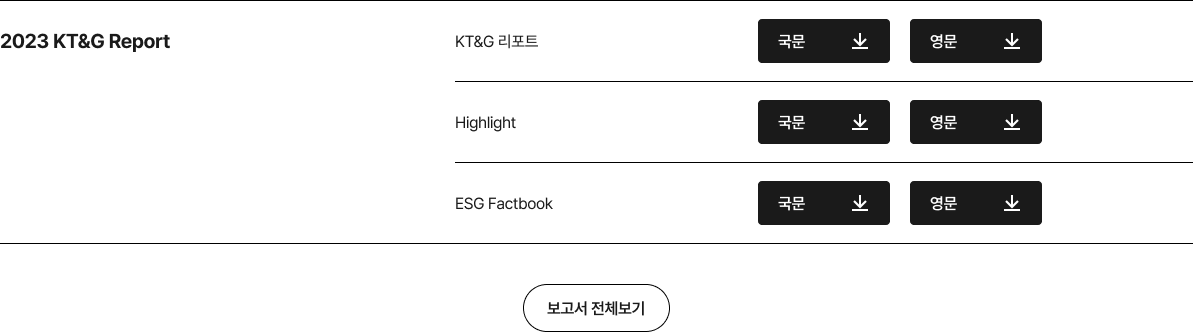 2023 KT&G Report
KT&G 리포트
국문
영문
Highlight
국문
영문
ESG Factbook
국문
영문
보고서 전체보기